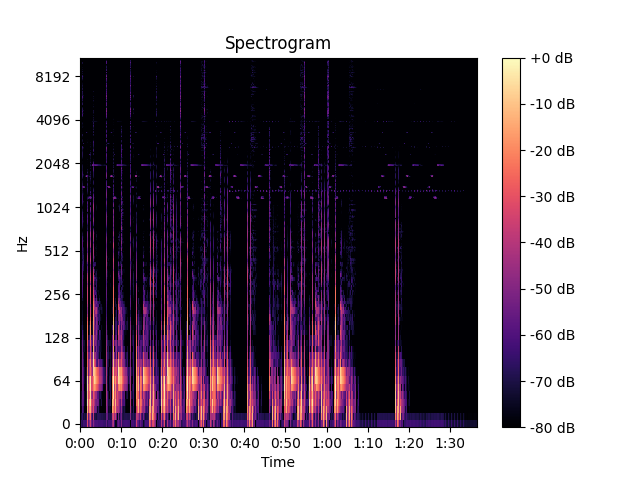 Spectrogram
8192
4096
2048
1024
512
256
128
64
0
Hz
0:00 0:10 0:20 0:30 0:40 0:50 1:00 1:10 1:20 1:30
Time
+0 dB
-10 dB
-20 dB
-30 dB
-40 dB
-50 dB
-60 dB
-70 dB
-80 dB